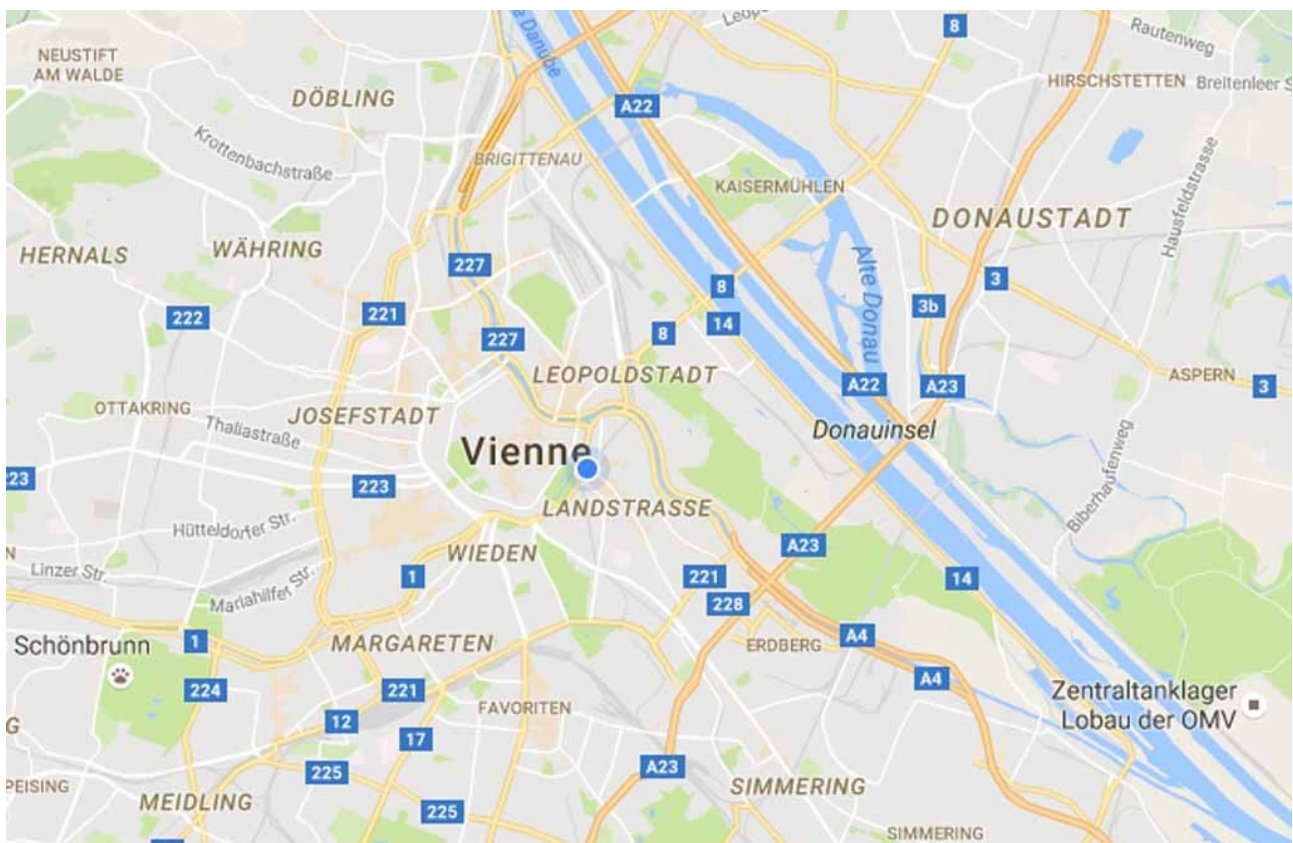 e Danube
Leopo
8
Rautenweg
NEUSTIFT
AM WALDE
HIRSCHSTETTEN
Breitenleer S
DÖBLING
A22
Krottenbachstraße
BRIGITTENAU
KAISERMÜHLEN
Hausfeldstrasse
DONAUSTADT
HERNALS
WÄHRING
227
Alte Donau
3
8
222
221
3b
14
227
8
LEOPOLDSTADT
A22
A23
ASPERN
3
OTTAKRING
JOSEFSTADT
Thaliastraße
Donauinsel
Vienne
223
223
Biberhaufenweg
LANDSTRASSE
Hütteldorfer Str.
WIEDEN
A23
N
Linzer Str.
1
221
14
Mariahilfer Str.
228
Schönbrunn
1
MARGARETEN
ERDBERG
A4
A4
224
221
Zentraltanklager
Lobau der OMV
FAVORITEN
12
G
17
225
A23
PEISING
SIMMERING
MEIDLING
225
SIMMERING